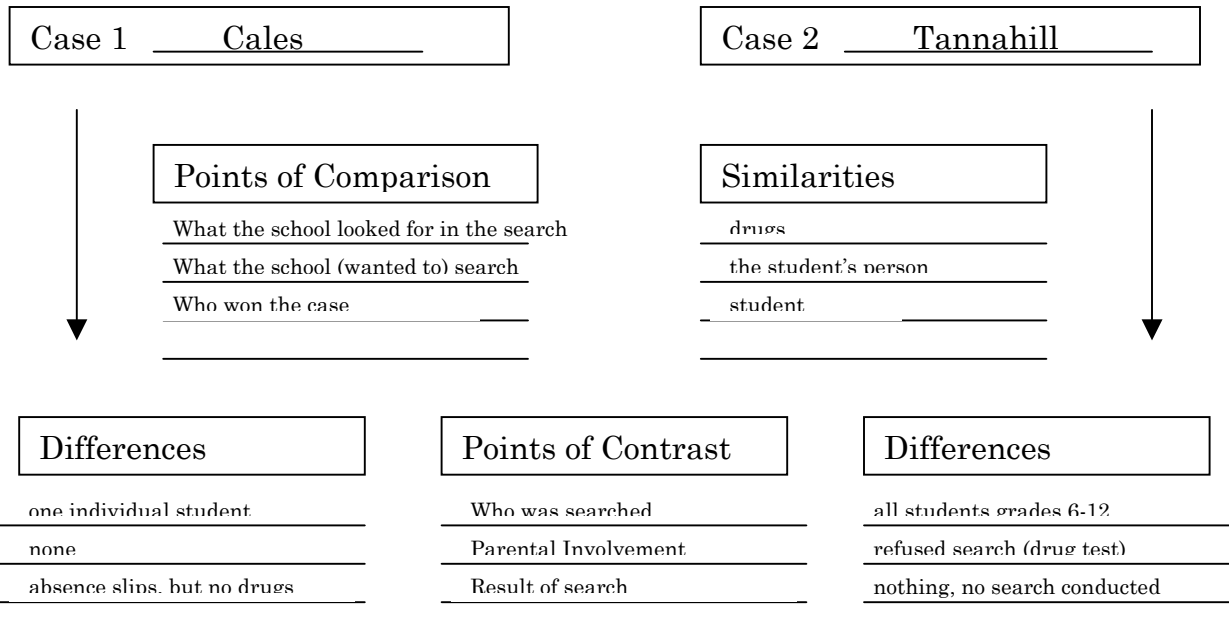 Case 1 Cales
Case 2 Tannahill
Points of Comparison
What the school looked for in the search
What the school (wanted to) search
Who won the case
Similarities
drugs
the student's person
student
Differences
one individual student
none
absence slips, but no drugs
Points of Contrast
Who was searched
Parental Involvement
Result of search
Differences
all students grades 6-12
refused search (drug test)
nothing, no search conducted